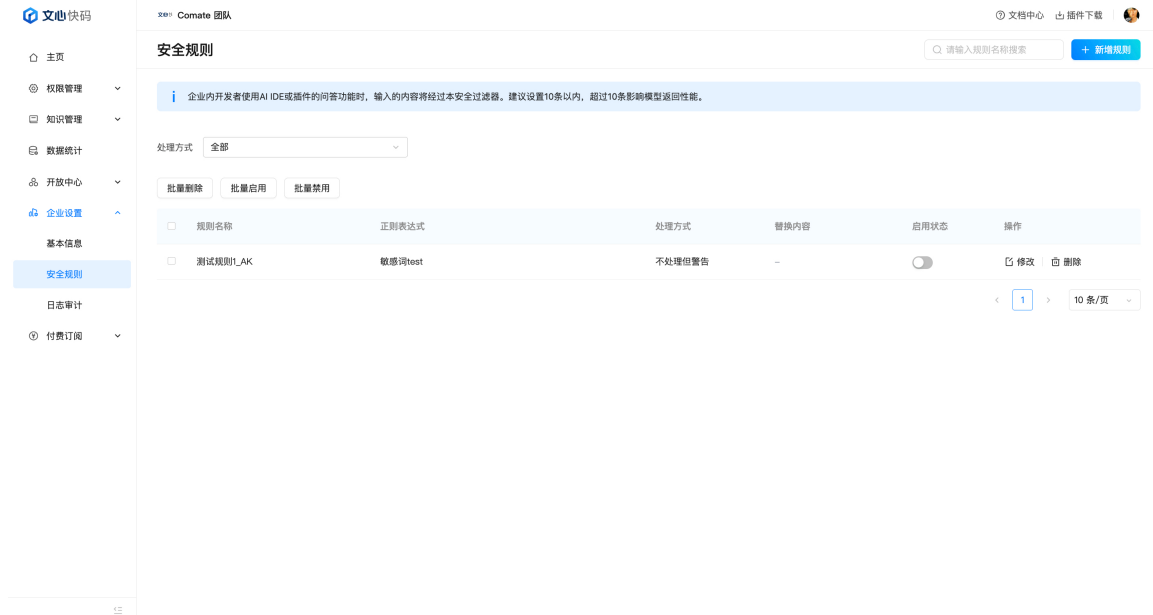 文心快码
Comate 团队
文档中心
插件下载
主页
权限管理
知识管理
数据统计
开放中心
企业设置
基本信息
安全规则
日志审计
付费订阅
安全规则
请输入规则名称搜索
新增规则
企业内开发者使用AI IDE或插件的问答功能时，输入的内容将经过本安全过滤器。建议设置10条以内，超过10条影响模型返回性能。
处理方式 全部
批量删除 批量启用 批量禁用
规则名称 正则表达式 处理方式 替换内容 启用状态 操作
测试规则1_AK 敏感词test 不处理但警告 – 修改 删除
1 10 条/页